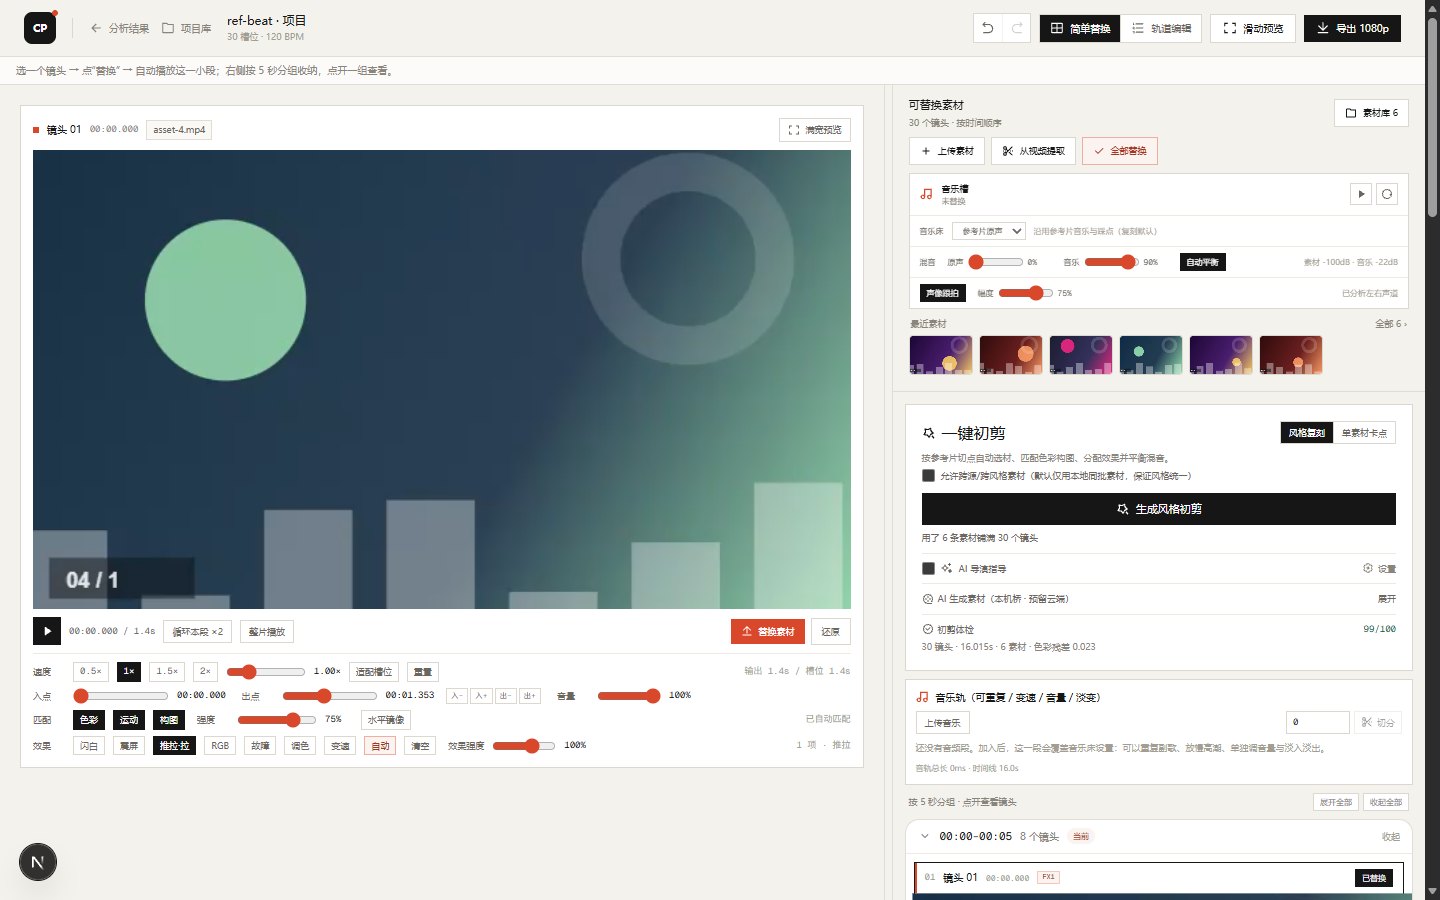 CP
分析结果
项目库
ref-beat · 项目
30 槽位 · 120 BPM
简单替换
轨道编辑
滑动预览
导出 1080p
选一个镜头 → 点“替换” → 自动播放这一小段；右侧按 5 秒分组收纳，点开一组查看。
镜头 01 00:00.000 asset-4.mp4
满宽预览
04 / 1
00:00.000 / 1.4s 循环本段 ×2 整片播放
替换素材 还原
速度 0.5× 1× 1.5× 2× 1.00× 适配槽位 重置 输出 1.4s / 槽位 1.4s
入点 00:00.000 出点 00:01.353 入- 入+ 出- 出+ 音量 100%
匹配 色彩 运动 构图 强度 75% 水平镜像 已自动匹配
效果 闪白 震屏 推拉·拉 RGB 故障 调色 变速 自动 清空 效果强度 100% 1 项 · 推拉
N
可替换素材
30 个镜头 · 按时间顺序
素材库 6
上传素材 从视频提取 全部替换
音乐槽
未替换
音乐床 参考片原声 沿用参考片音乐与踩点（复刻默认）
混音 原声 0% 音乐 90% 自动平衡 素材 -100dB · 音乐 -22dB
声像跟拍 幅度 75% 已分析左右声道
最近素材 全部 6 ›
一键初剪
风格复刻 单素材卡点
按参考片切点自动选材、匹配色彩构图、分配效果并平衡混音。
允许跨源/跨风格素材（默认仅用本地同批素材，保证风格统一）
生成风格初剪
用了 6 条素材铺满 30 个镜头
AI 导演指导 设置
AI 生成素材（本机桥 · 预留云端） 展开
初剪体检 99/100
30 镜头 · 16.015s · 6 素材 · 色彩残差 0.023
音乐轨（可重复 / 变速 / 音量 / 淡变）
上传音乐 0 切分
还没有音频段。加入后，这一段会覆盖音乐床设置：可以重复副歌、放慢高潮、单独调音量与淡入淡出。
音轨总长 0ms · 时间线 16.0s
按 5 秒分组 · 点开查看镜头 展开全部 收起全部
00:00-00:05 8 个镜头 当前 收起
01 镜头 01 00:00.000 FX1 已替换